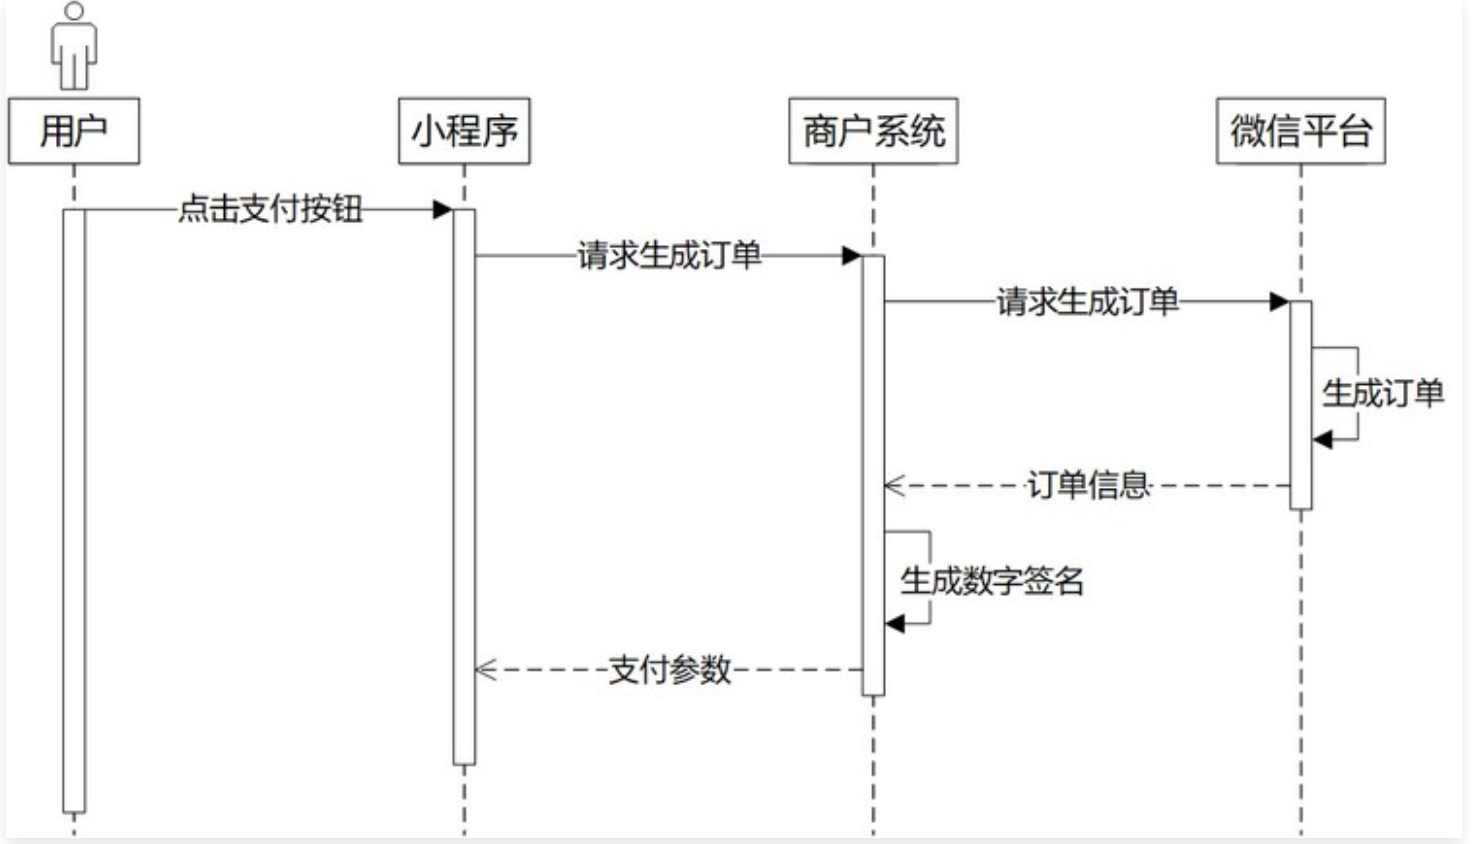 用户
小程序
商户系统
微信平台
点击支付按钮
请求生成订单
请求生成订单
生成订单
订单信息
生成数字签名
支付参数